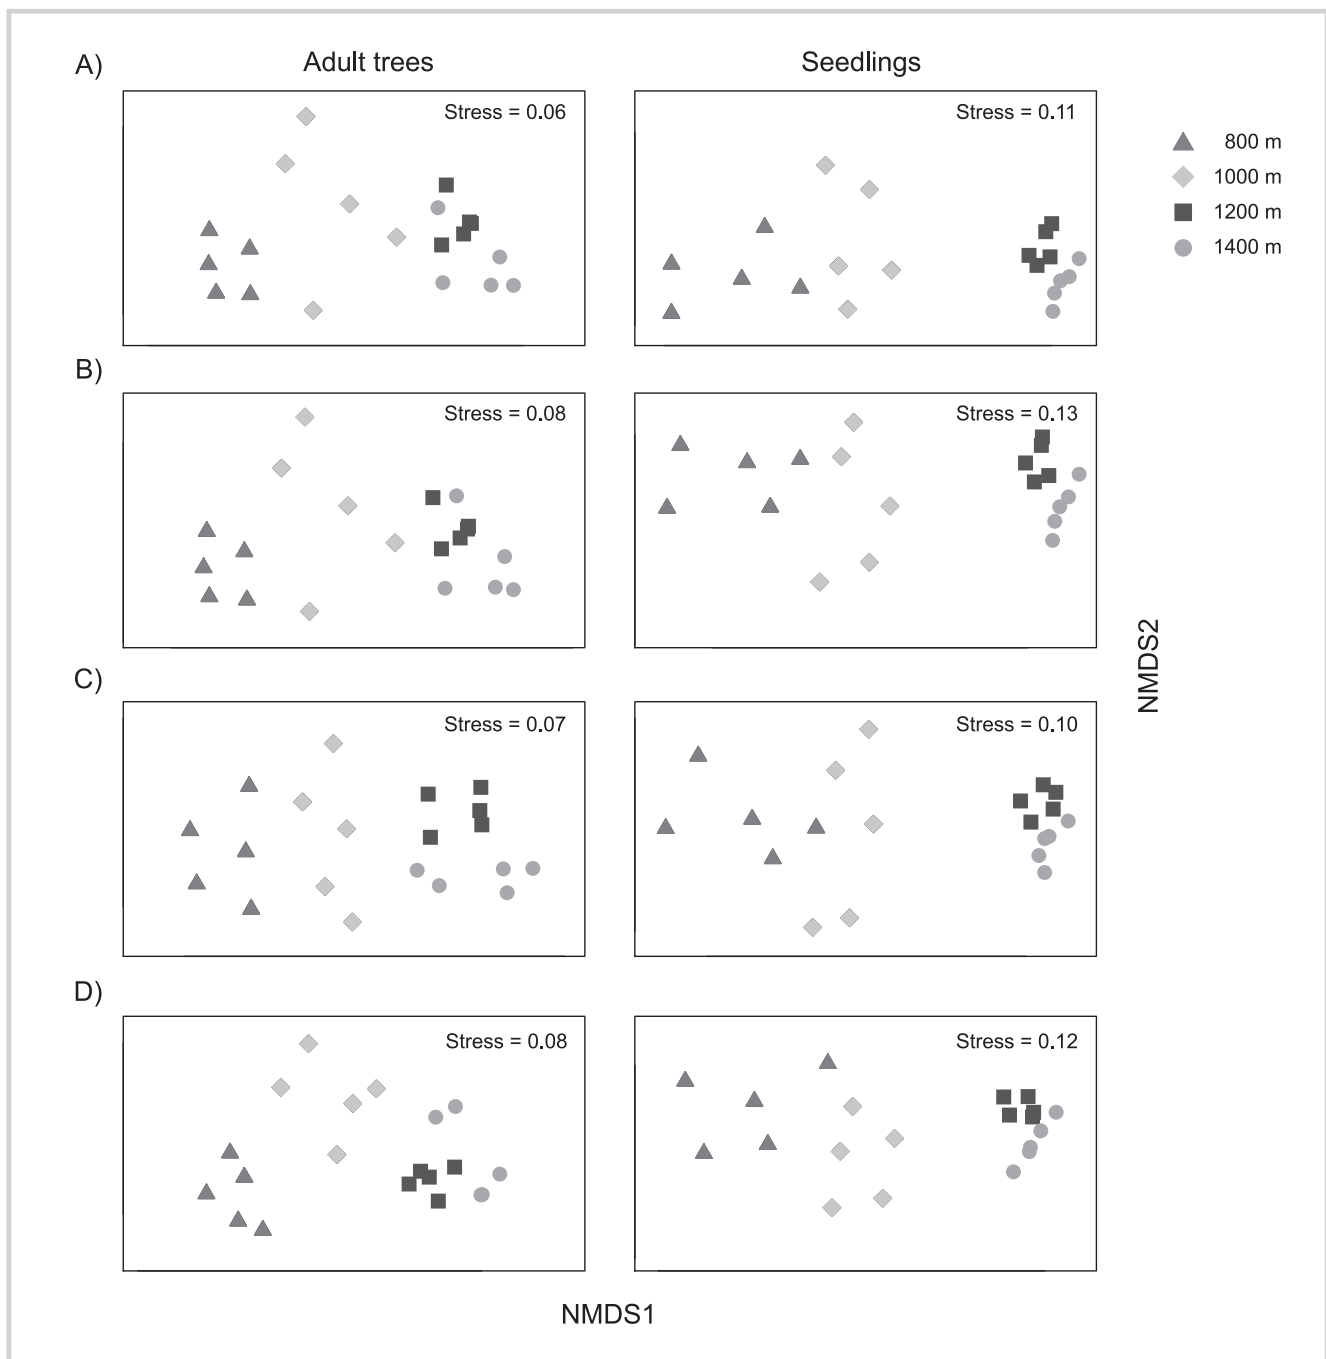 A)
Adult trees
Seedlings
Stress = 0.06
Stress = 0.11
800 m
1000 m
1200 m
1400 m
B)
Stress = 0.08
Stress = 0.13
NMDS2
C)
Stress = 0.07
Stress = 0.10
D)
Stress = 0.08
Stress = 0.12
NMDS1